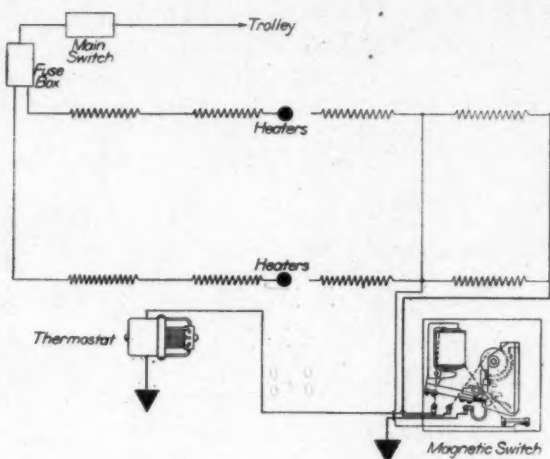 Trolley
Main
Switch
Fuse
Box
Heaters
Heaters
Thermostat
Magnetic Switch